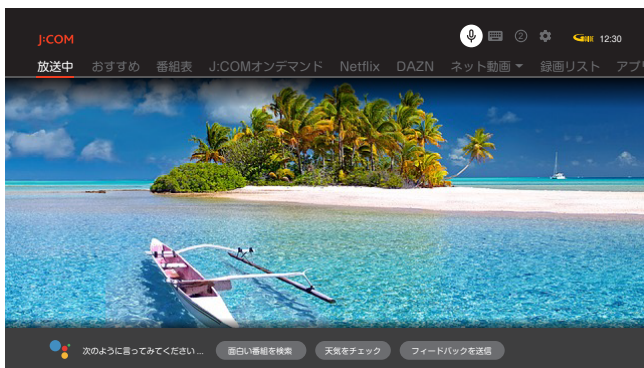 J:COM
② G GUIDE 12:30
放送中 おすすめ 番組表 J:COMオンデマンド Netflix DAZN ネット動画 録画リスト アプ
次のように言ってみてください... 面白い番組を検索 天気をチェック フィードバックを送信